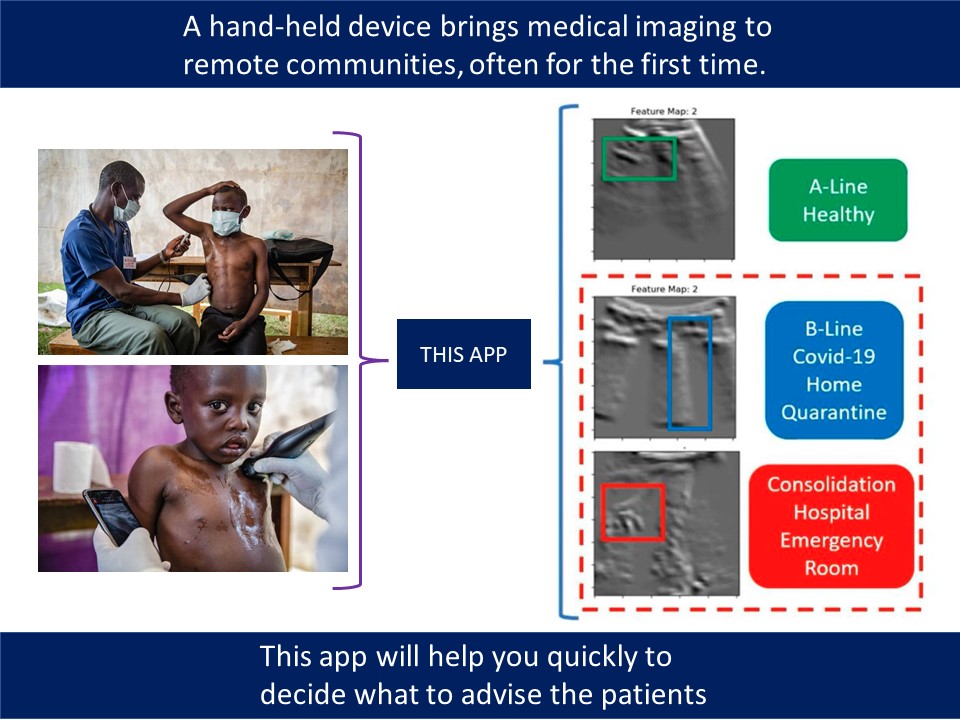 A hand-held device brings medical imaging to
remote communities, often for the first time.
THIS APP
Feature Map: 2
A-Line
Healthy
Feature Map: 2
B-Line
Covid-19
Home
Quarantine
Consolidation
Hospital
Emergency
Room
This app will help you quickly to
decide what to advise the patients